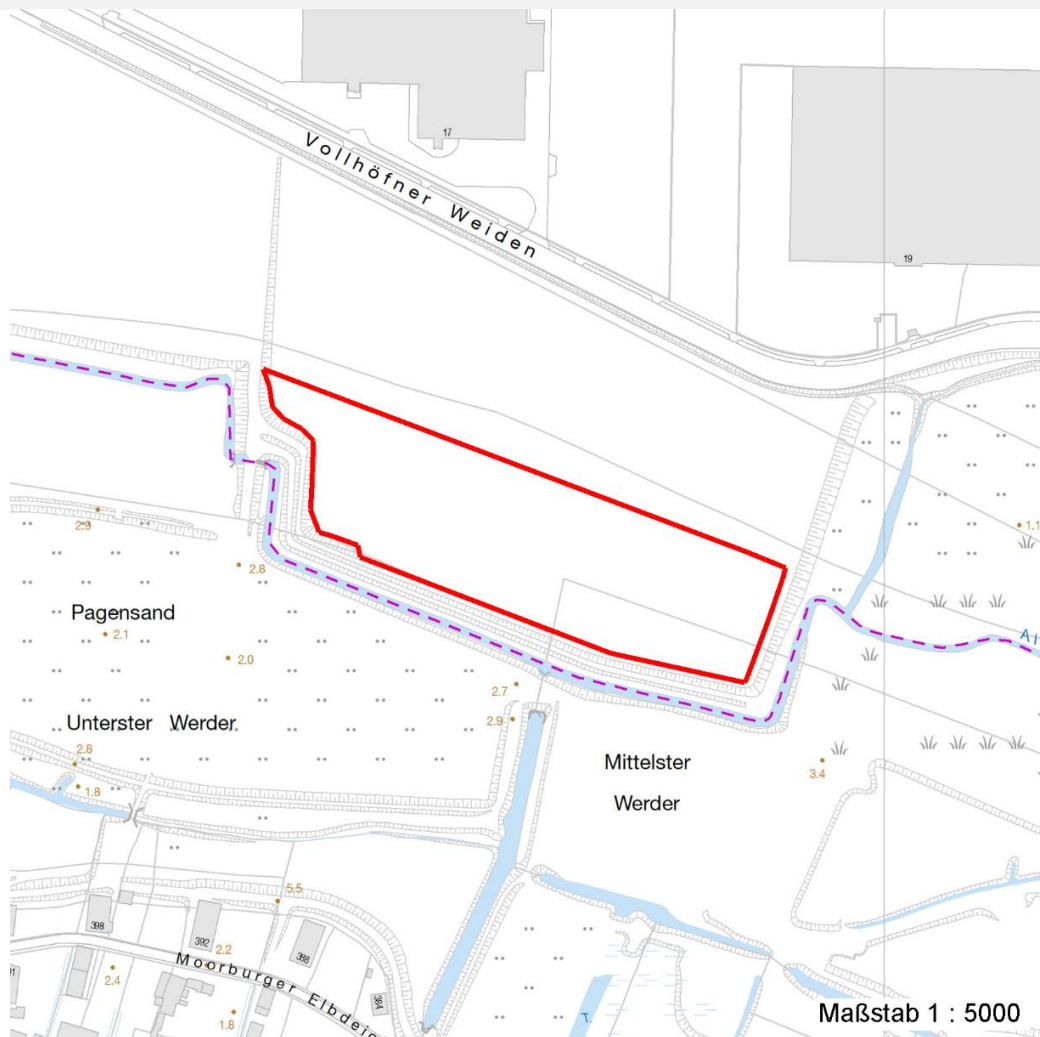 17
Vollhöfner Weiden
19
2.9
1.1
2.8
Pagensand
2.1
2.0
2.7
Unterster Werder
2.9
2.8
Mittelster
Werder
1.8
3.4
5.5
398
392
388
2.2
2.4
Moorburger Elbdeic
384
1.8
T.
Maßstab 1 : 5000